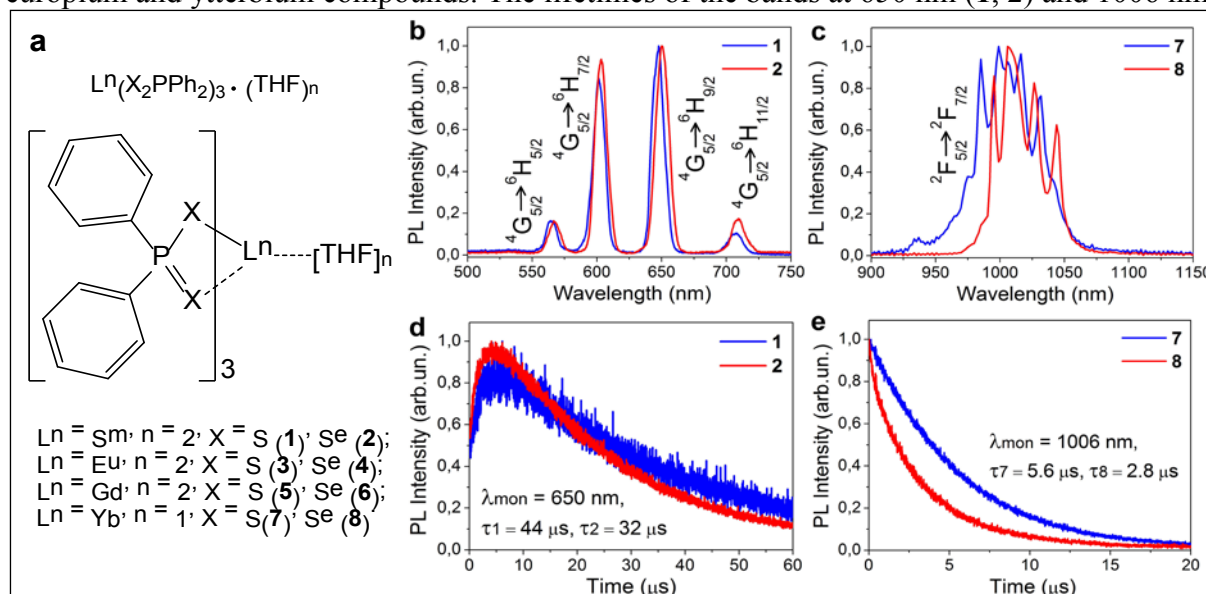 europium and ytterbium compounds. The lifetimes of the bands at 650 nm (1, 2) and 1006 nm
a
Ln(X2PPh2)3 · (THF)n
X
P
X
Ln
[THF]n
3
Ln = Sm, n = 2, X = S (1), Se (2);
Ln = Eu, n = 2, X = S (3), Se (4);
Ln = Gd, n = 2, X = S (5), Se (6);
Ln = Yb, n = 1, X = S(7), Se (8)
b
1
2
PL Intensity (arb.un.)
1,0
0,8
0,6
0,4
0,2
0,0
4G5/2→6H5/2
4G5/2→6H7/2
4G5/2→6H9/2
4G5/2→6H11/2
500 550 600 650 700 750
Wavelength (nm)
c
7
8
PL Intensity (arb.un.)
1,0
0,8
0,6
0,4
0,2
0,0
2F5/2→2F7/2
900 950 1000 1050 1100 1150
Wavelength (nm)
d
1
2
PL Intensity (arb.un.)
1,0
0,8
0,6
0,4
0,2
0,0
λmon = 650 nm,
τ1 = 44 μs, τ2 = 32 μs
0 10 20 30 40 50 60
Time (μs)
e
7
8
PL Intensity (arb.un.)
1,0
0,8
0,6
0,4
0,2
0,0
λmon = 1006 nm,
τ7 = 5.6 μs, τ8 = 2.8 μs
0 5 10 15 20
Time (μs)